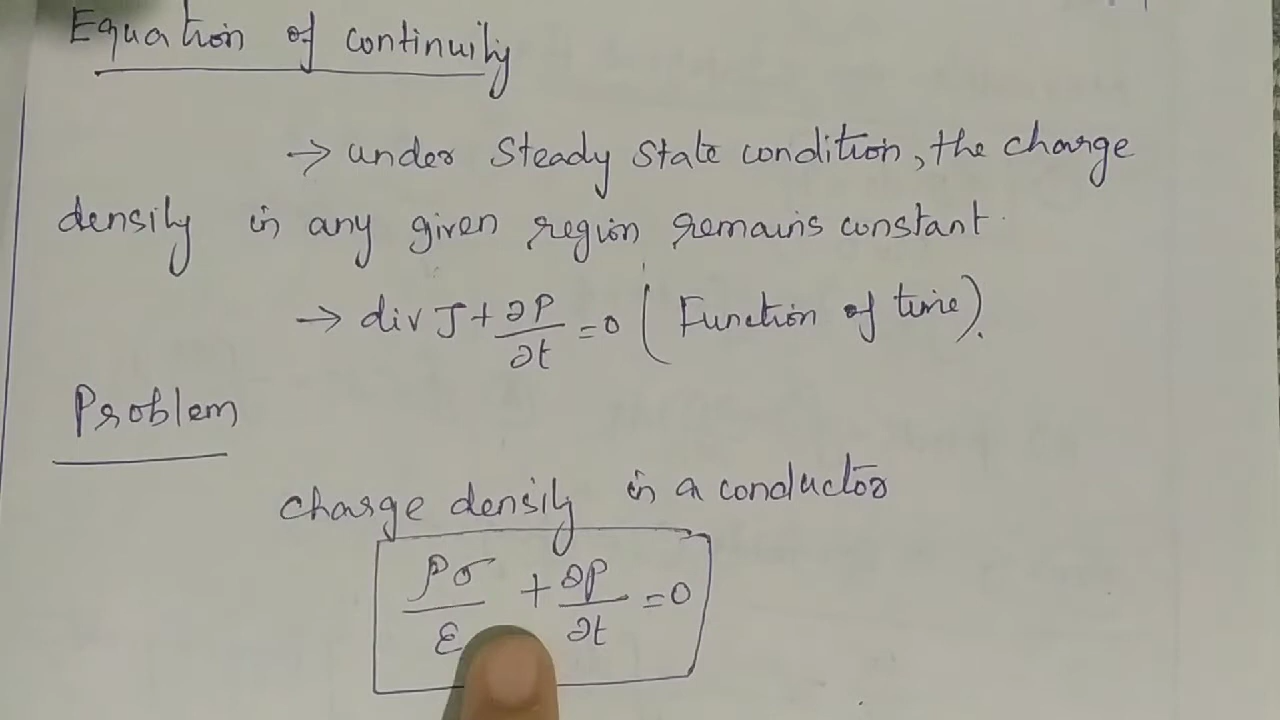 Equation of continuity
→ under steady state condition, the charge
density in any given region remains constant.
→ div J + ∂ρ/∂t = 0 (Function of time).
Problem
charge density in a conductor
ρσ/ε + ∂ρ/∂t = 0